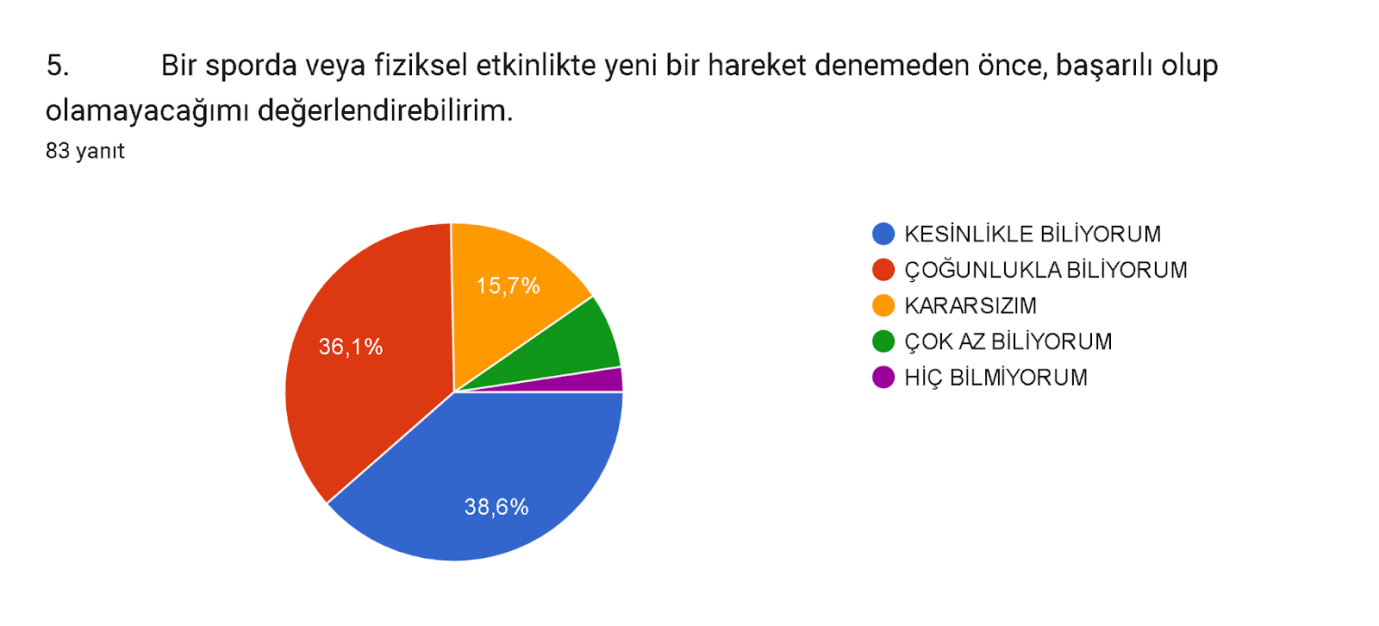 5. Bir sporda veya fiziksel etkinlikte yeni bir hareket denemeden önce, başarılı olup
olamayacağımı değerlendirebilirim.
83 yanıt
KESİNLİKLE BİLİYORUM
ÇOĞUNLUKLA BİLİYORUM
KARARSIZIM
ÇOK AZ BİLİYORUM
HİÇ BİLMİYORUM
15,7%
36,1%
38,6%